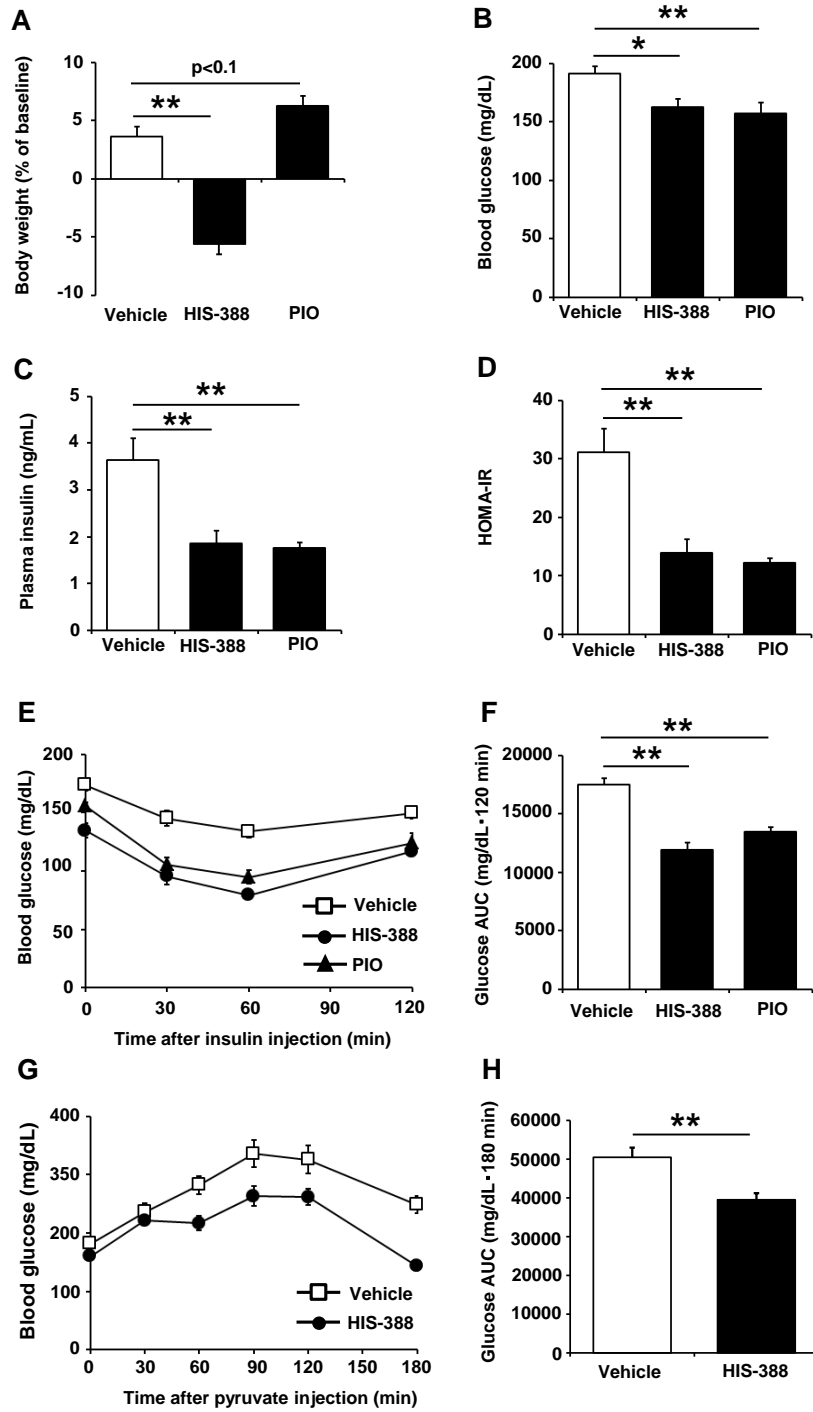 A
Body weight (% of baseline)
10
5
0
-5
-10
p<0.1
**
Vehicle HIS-388 PIO
B
Blood glucose (mg/dL)
200
150
100
50
0
**
*
Vehicle HIS-388 PIO
C
Plasma insulin (ng/mL)
5
4
3
2
1
0
**
**
Vehicle HIS-388 PIO
D
HOMA-IR
40
30
20
10
0
**
**
Vehicle HIS-388 PIO
E
Blood glucose (mg/dL)
200
150
100
50
0
Vehicle
HIS-388
PIO
0 30 60 90 120
Time after insulin injection (min)
F
Glucose AUC (mg/dL･120 min)
20000
15000
10000
5000
0
**
**
Vehicle HIS-388 PIO
G
Blood glucose (mg/dL)
400
350
200
100
0
Vehicle
HIS-388
0 30 60 90 120 180
Time after pyruvate injection (min)
H
Glucose AUC (mg/dL･180 min)
60000
50000
40000
30000
20000
10000
0
**
Vehicle HIS-388